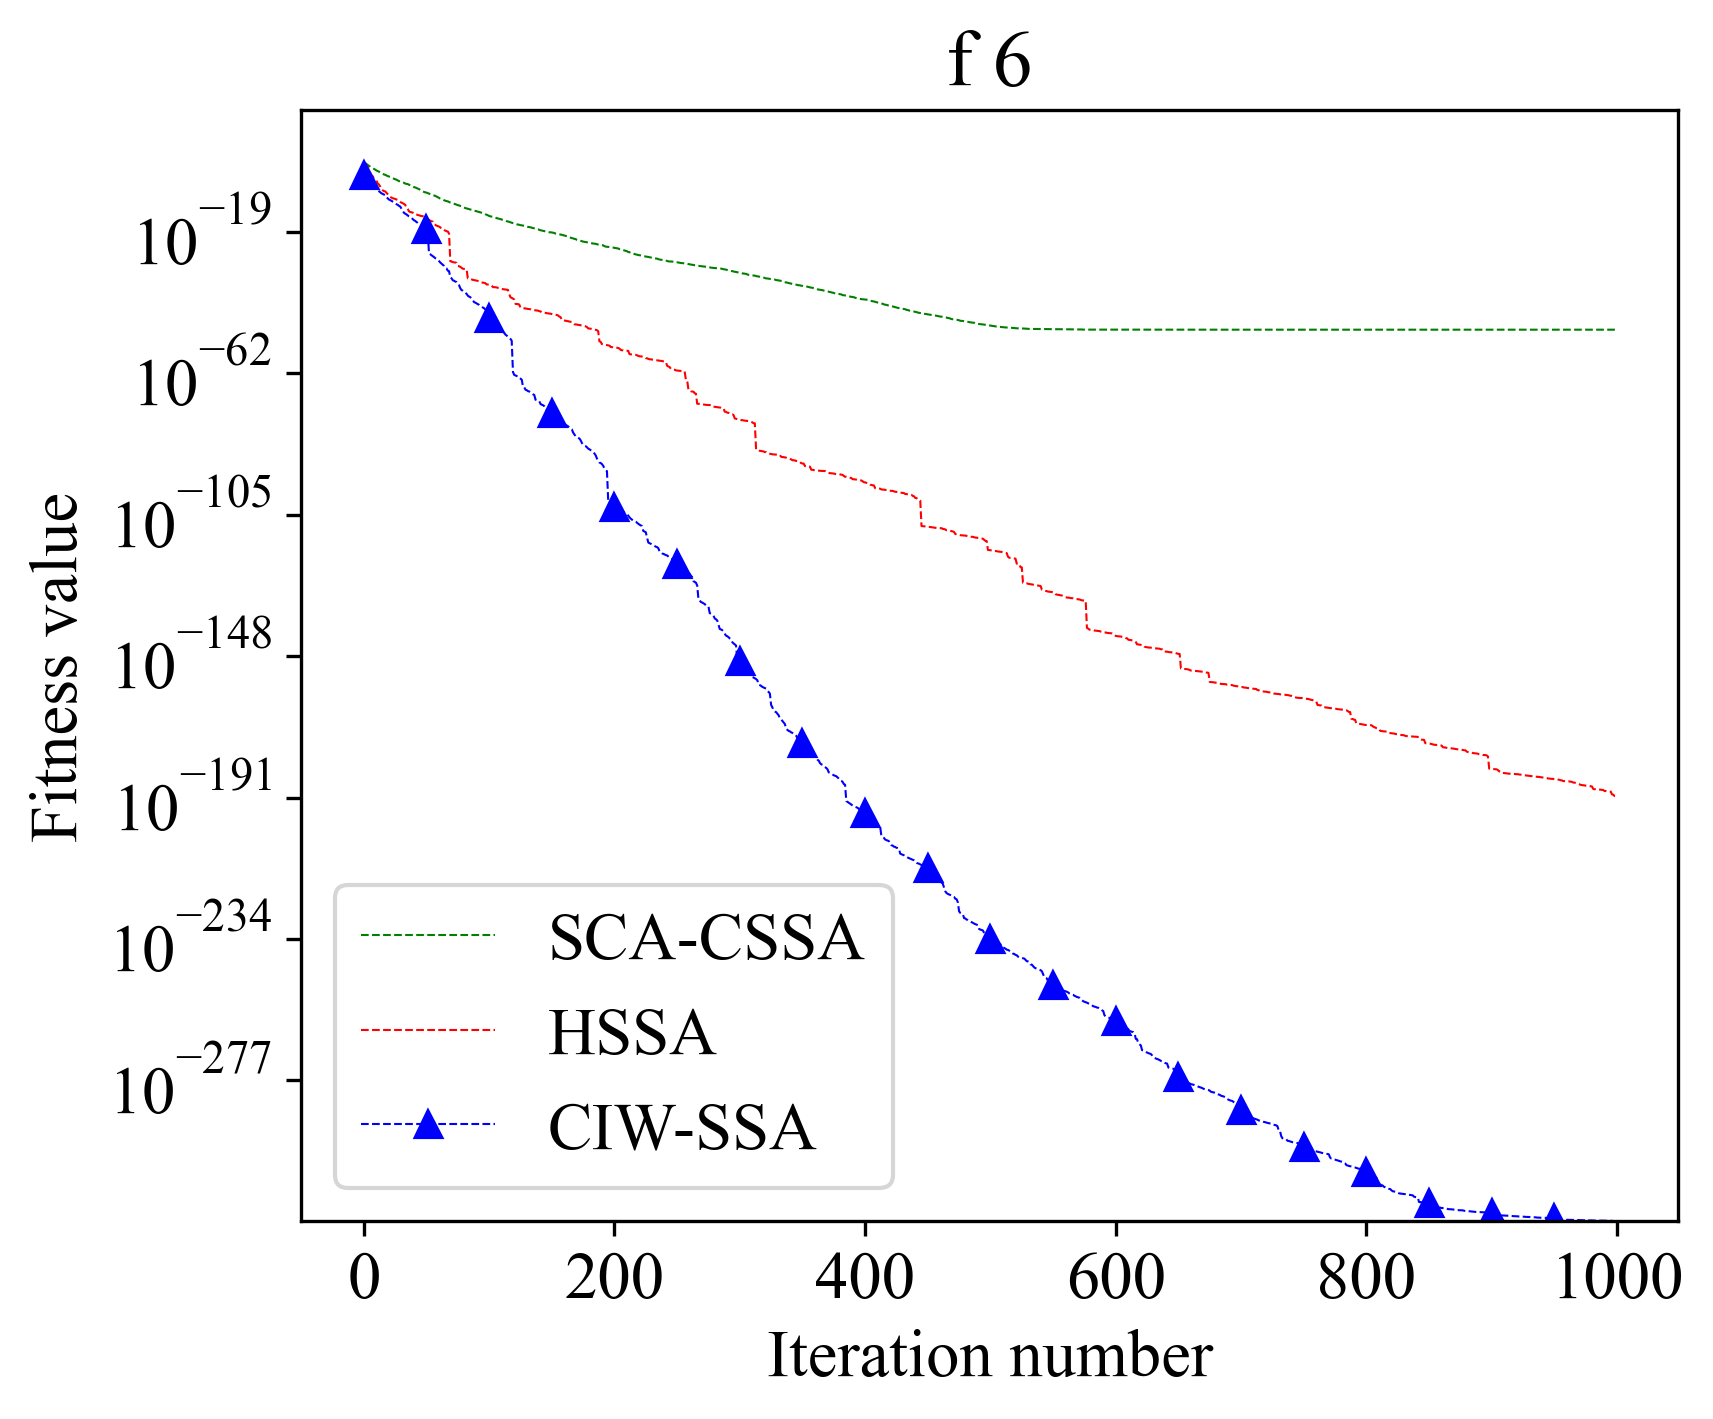 f 6
Fitness value
10^−19
10^−62
10^−105
10^−148
10^−191
10^−234
10^−277
SCA-CSSA
HSSA
CIW-SSA
0 200 400 600 800 1000
Iteration number